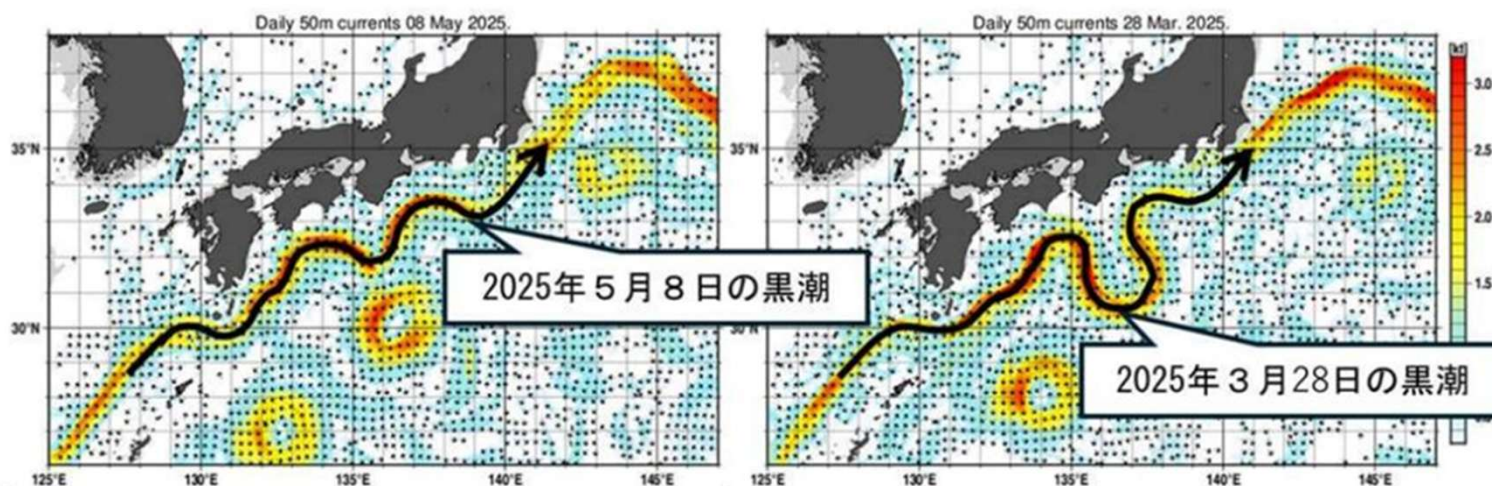 Daily 50m currents 08 May 2025.
35°N
30°N
125°E
130°E
135°E
140°E
145°E
2025年５月８日の黒潮
Daily 50m currents 28 Mar. 2025.
35°N
30°N
125°E
130°E
135°E
140°E
145°E
2025年３月28日の黒潮
kt
3.0
2.5
2.0
1.5